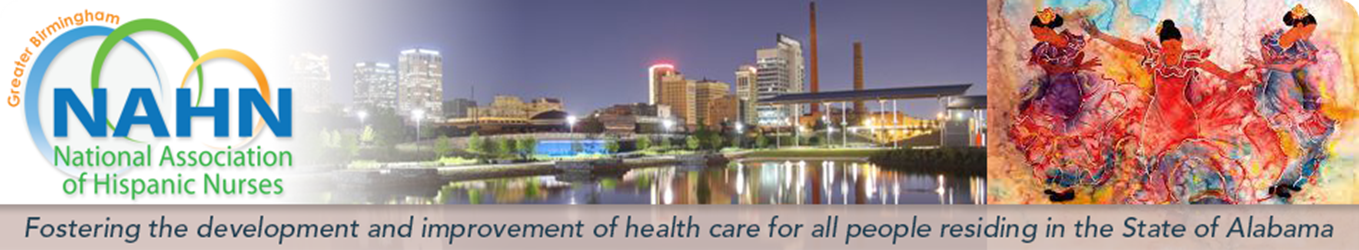 Greater Birmingham
NAHN
National Association
of Hispanic Nurses
Fostering the development and improvement of health care for all people residing in the State of Alabama